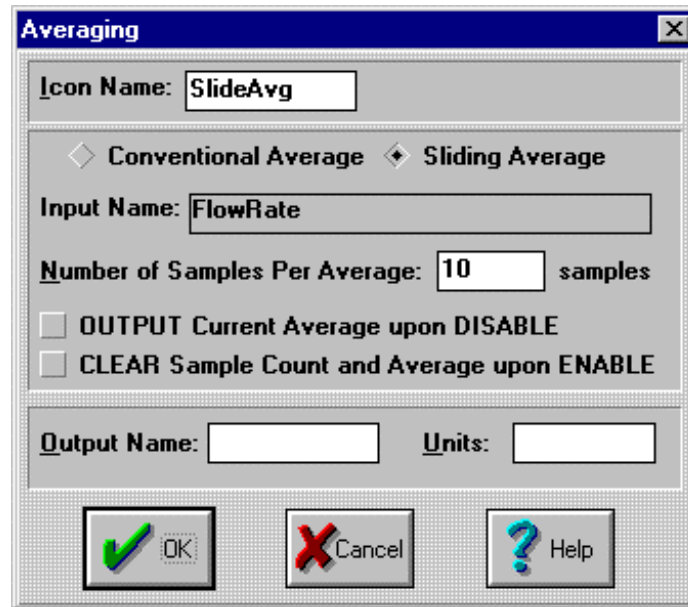 Averaging
Icon Name: SlideAvg
Conventional Average Sliding Average
Input Name: FlowRate
Number of Samples Per Average: 10 samples
OUTPUT Current Average upon DISABLE
CLEAR Sample Count and Average upon ENABLE
Output Name: Units:
OK Cancel Help